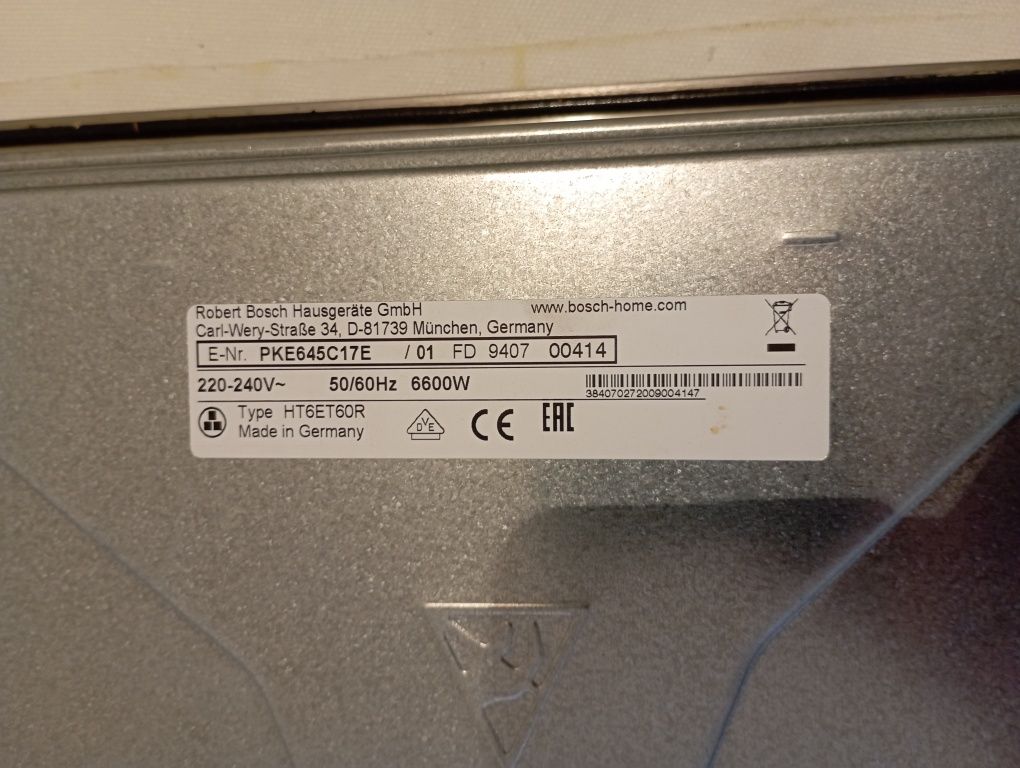 Robert Bosch Hausgeräte GmbH www.bosch-home.com
Carl-Wery-Straße 34, D-81739 München, Germany
E-Nr. PKE645C17E / 01 FD 9407 00414
220-240V~ 50/60Hz 6600W
384070272009004147
Type HT6ET60R
Made in Germany
DVE
CE
EAC